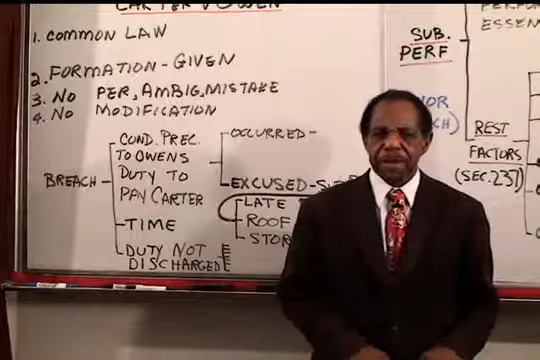 CARTER V OWEN
1. COMMON LAW
2. FORMATION - GIVEN
3. NO PER, AMBIG, MISTAKE
4. NO MODIFICATION
BREACH
COND. PREC.
TO OWENS
DUTY TO
PAY CARTER
TIME
DUTY NOT
DISCHARGED
OCCURRED -
EXCUSED -
LATE
ROOF
STOR
SUB.
PERF
ESSEM
REST
FACTORS
(SEC. 237)